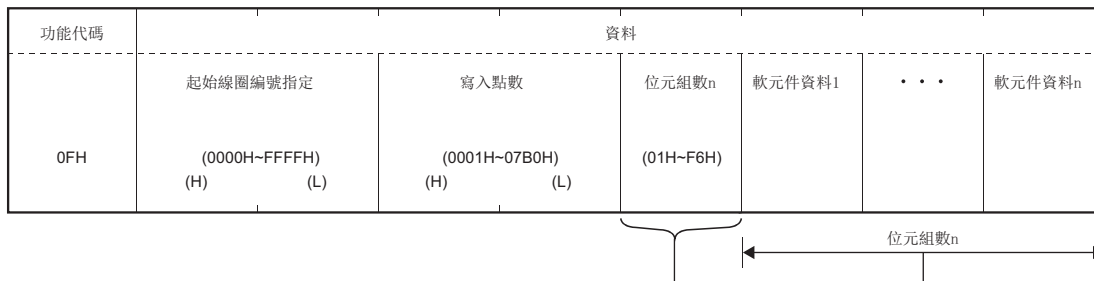 功能代碼 資料
起始線圈編號指定 寫入點數 位元組數n 軟元件資料1 ・・・ 軟元件資料n
0FH (0000H~FFFFH) (0001H~07B0H) (01H~F6H)
(H) (L) (H) (L)
位元組數n